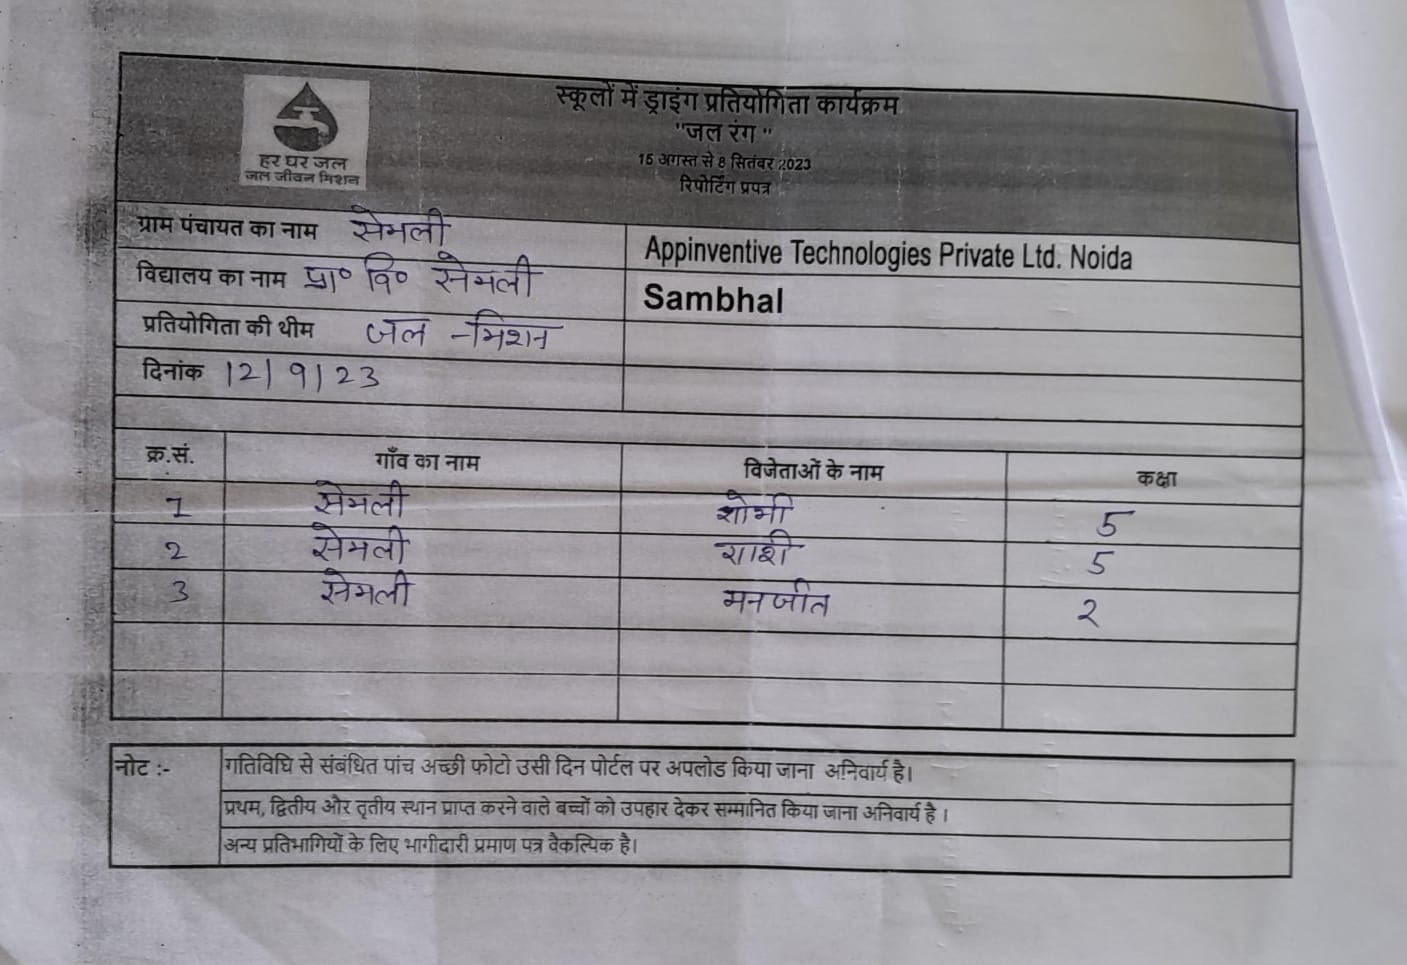 हर घर जल
जल जीवन मिशन
स्कूलों में ड्राइंग प्रतियोगिता कार्यक्रम
"जल रंग"
15 अगस्त से 8 सितंबर 2023
रिपोर्टिंग प्रपत्र
ग्राम पंचायत का नाम सेमली
Appinventive Technologies Private Ltd. Noida
विद्यालय का नाम प्रा० वि० सेमली
Sambhal
प्रतियोगिता की थीम जल -मिशन
दिनांक 12/9/23
क्र.सं. गाँव का नाम विजेताओं के नाम कक्षा
1 सेमली शोभी 5
2 सेमली राशी 5
3 सेमली मनजीत 2
नोट :- गतिविधि से संबंधित पांच अच्छी फोटो उसी दिन पोर्टल पर अपलोड किया जाना अनिवार्य है।
प्रथम, द्वितीय और तृतीय स्थान प्राप्त करने वाले बच्चों को उपहार देकर सम्मानित किया जाना अनिवार्य है ।
अन्य प्रतिभागियों के लिए भागीदारी प्रमाण पत्र वैकल्पिक है।